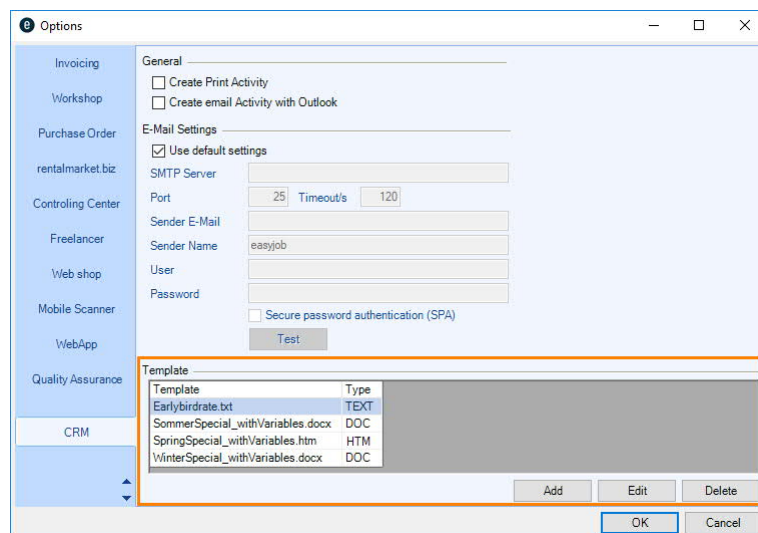 Options
Invoicing
Workshop
Purchase Order
rentalmarket.biz
Controling Center
Freelancer
Web shop
Mobile Scanner
WebApp
Quality Assurance
CRM
General
Create Print Activity
Create email Activity with Outlook
E-Mail Settings
Use default settings
SMTP Server
Port 25 Timeout/s 120
Sender E-Mail
Sender Name easyjob
User
Password
Secure password authentication (SPA)
Test
Template
Template Type
Earlybirdrate.txt TEXT
SommerSpecial_withVariables.docx DOC
SpringSpecial_withVariables.htm HTM
WinterSpecial_withVariables.docx DOC
Add Edit Delete
OK Cancel